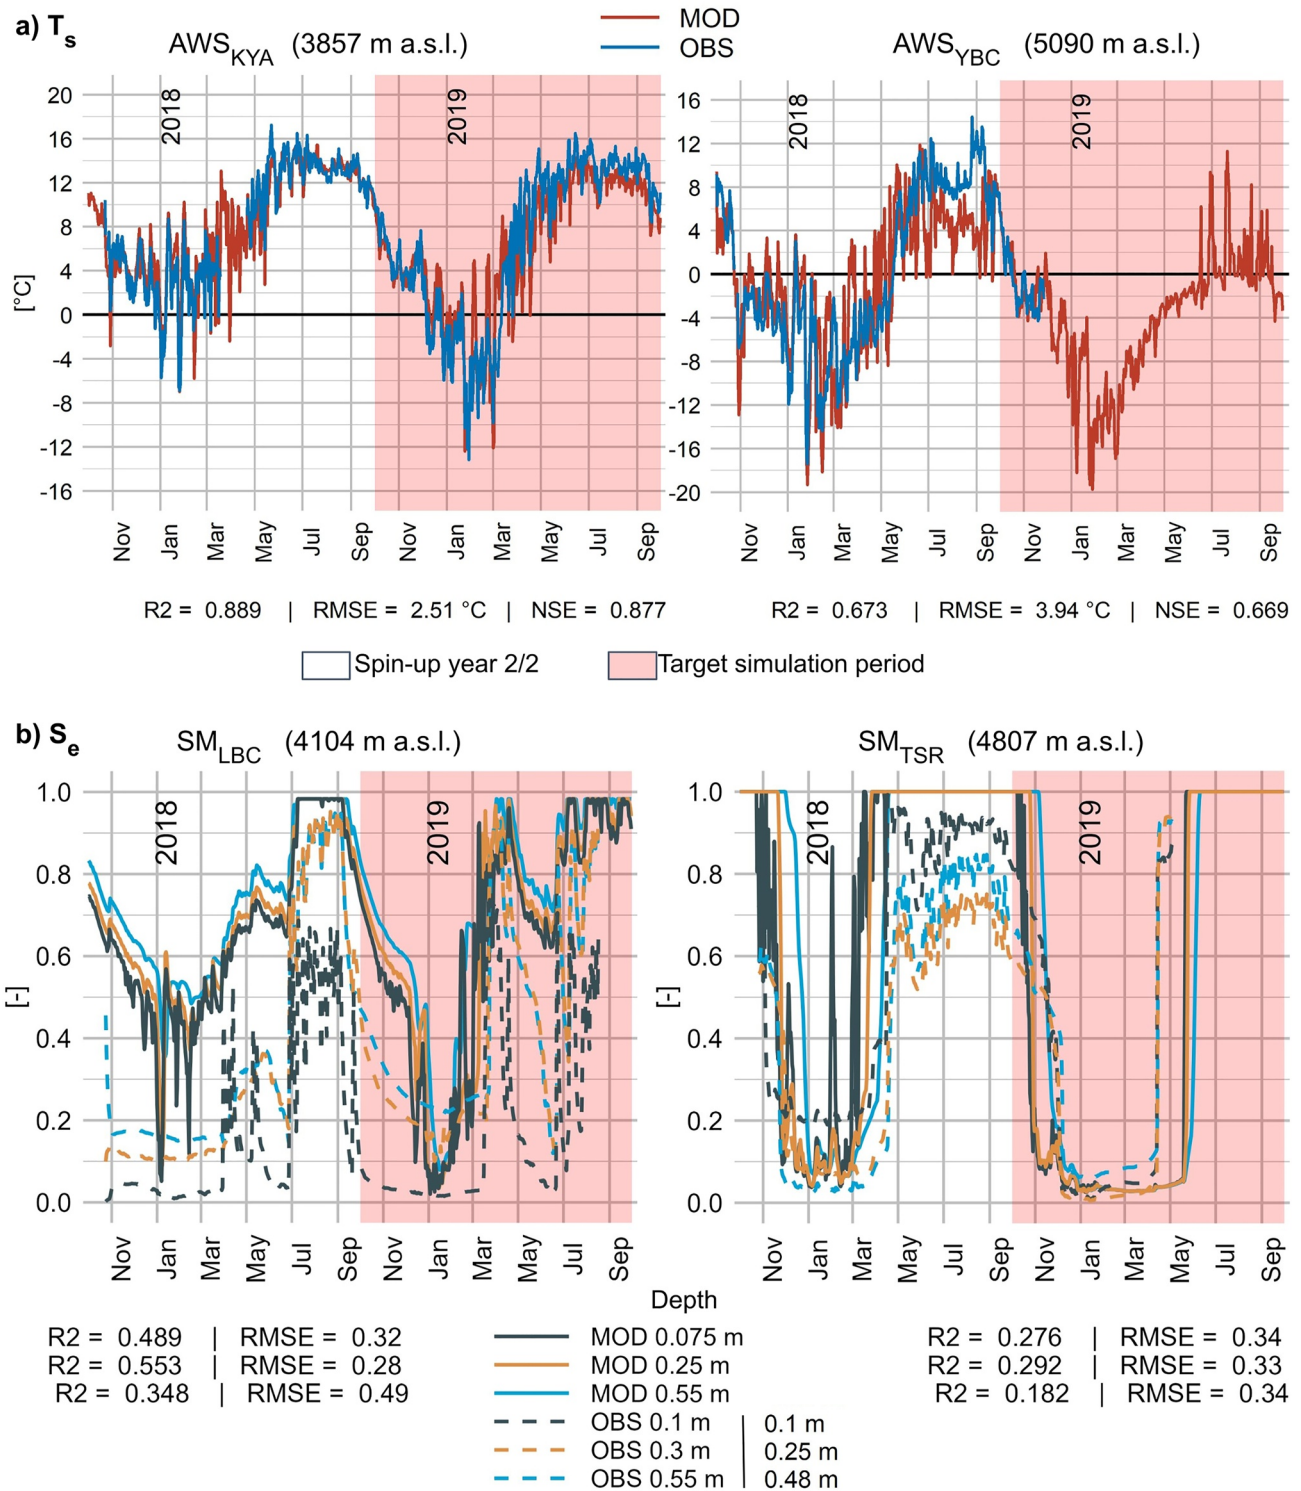 a) Ts
MOD
OBS
AWSKYA (3857 m a.s.l.)
AWSYBC (5090 m a.s.l.)
[°C]
20
16
12
8
4
0
-4
-8
-12
-16
2018
2019
Nov Jan Mar May Jul Sep Nov Jan Mar May Jul Sep
16
12
8
4
0
-4
-8
-12
-16
-20
2018
2019
Nov Jan Mar May Jul Sep Nov Jan Mar May Jul Sep
R2 = 0.889 | RMSE = 2.51 °C | NSE = 0.877
R2 = 0.673 | RMSE = 3.94 °C | NSE = 0.669
Spin-up year 2/2
Target simulation period
b) Se
SMLBC (4104 m a.s.l.)
SMTSR (4807 m a.s.l.)
[-]
1.0
0.8
0.6
0.4
0.2
0.0
2018
2019
Nov Jan Mar May Jul Sep Nov Jan Mar May Jul Sep
[-]
1.0
0.8
0.6
0.4
0.2
0.0
2018
2019
Nov Jan Mar May Jul Sep Nov Jan Mar May Jul Sep
R2 = 0.489 | RMSE = 0.32
R2 = 0.553 | RMSE = 0.28
R2 = 0.348 | RMSE = 0.49
Depth
MOD 0.075 m
MOD 0.25 m
MOD 0.55 m
OBS 0.1 m | 0.1 m
OBS 0.3 m | 0.25 m
OBS 0.55 m | 0.48 m
R2 = 0.276 | RMSE = 0.34
R2 = 0.292 | RMSE = 0.33
R2 = 0.182 | RMSE = 0.34